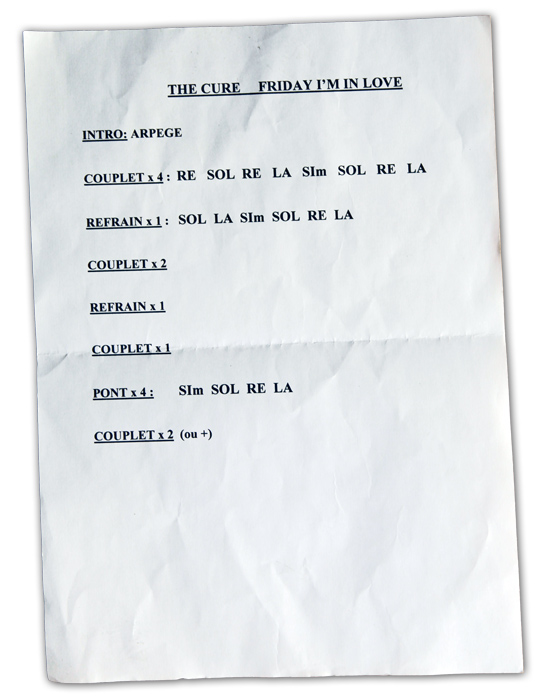 THE CURE FRIDAY I'M IN LOVE
INTRO: ARPEGE
COUPLET x 4 : RE SOL RE LA SIm SOL RE LA
REFRAIN x 1 : SOL LA SIm SOL RE LA
COUPLET x 2
REFRAIN x 1
COUPLET x 1
PONT x 4 : SIm SOL RE LA
COUPLET x 2 (ou +)